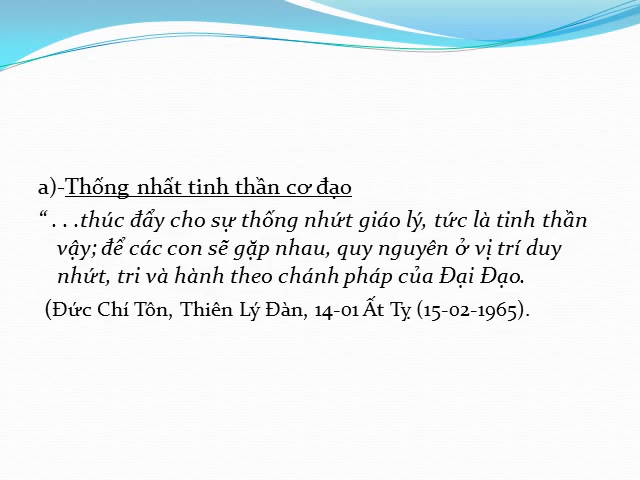 a)-Thống nhất tinh thần cơ đạo
“ . . .thúc đẩy cho sự thống nhứt giáo lý, tức là tinh thần
vậy; để các con sẽ gặp nhau, quy nguyên ở vị trí duy
nhứt, tri và hành theo chánh pháp của Đại Đạo.
(Đức Chí Tôn, Thiên Lý Đàn, 14-01 Ất Tỵ (15-02-1965).